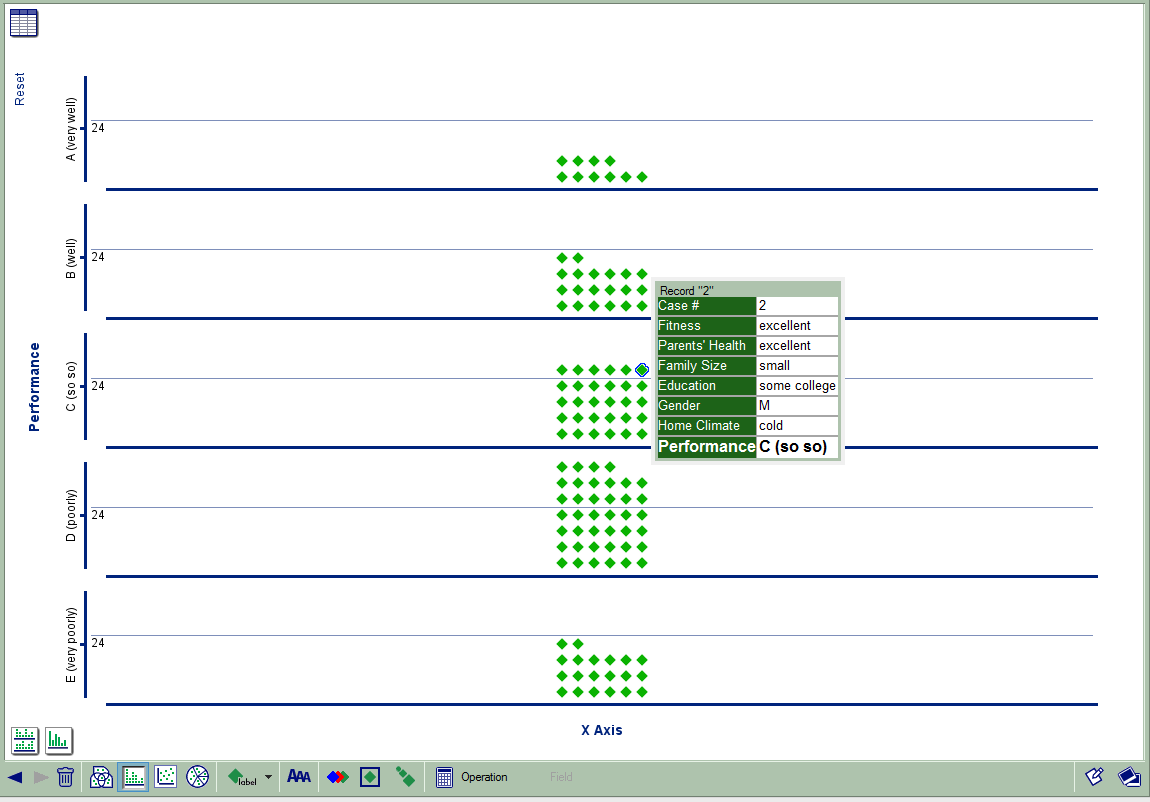 Reset
A (very well)
24
B (well)
24
Record "2"
Case # 2
Fitness excellent
Parents' Health excellent
Family Size small
Education some college
Gender M
Home Climate cold
Performance C (so so)
Performance
C (so so)
24
D (poorly)
24
E (very poorly)
24
X Axis
label
AAA
Operation
Field